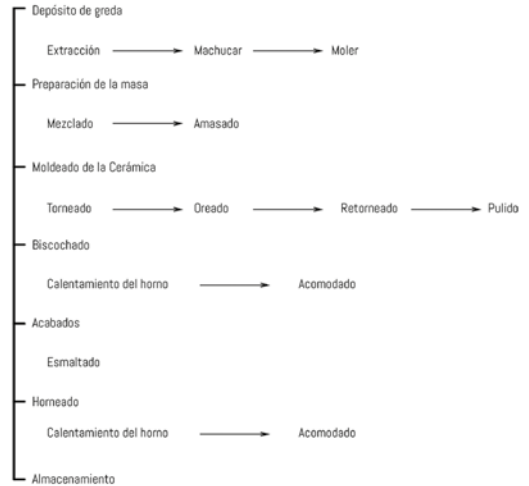 Depósito de greda
Extracción Machucar Moler
Preparación de la masa
Mezclado Amasado
Moldeado de la Cerámica
Torneado Oreado Retorneado Pulido
Biscochado
Calentamiento del horno Acomodado
Acabados
Esmaltado
Horneado
Calentamiento del horno Acomodado
Almacenamiento